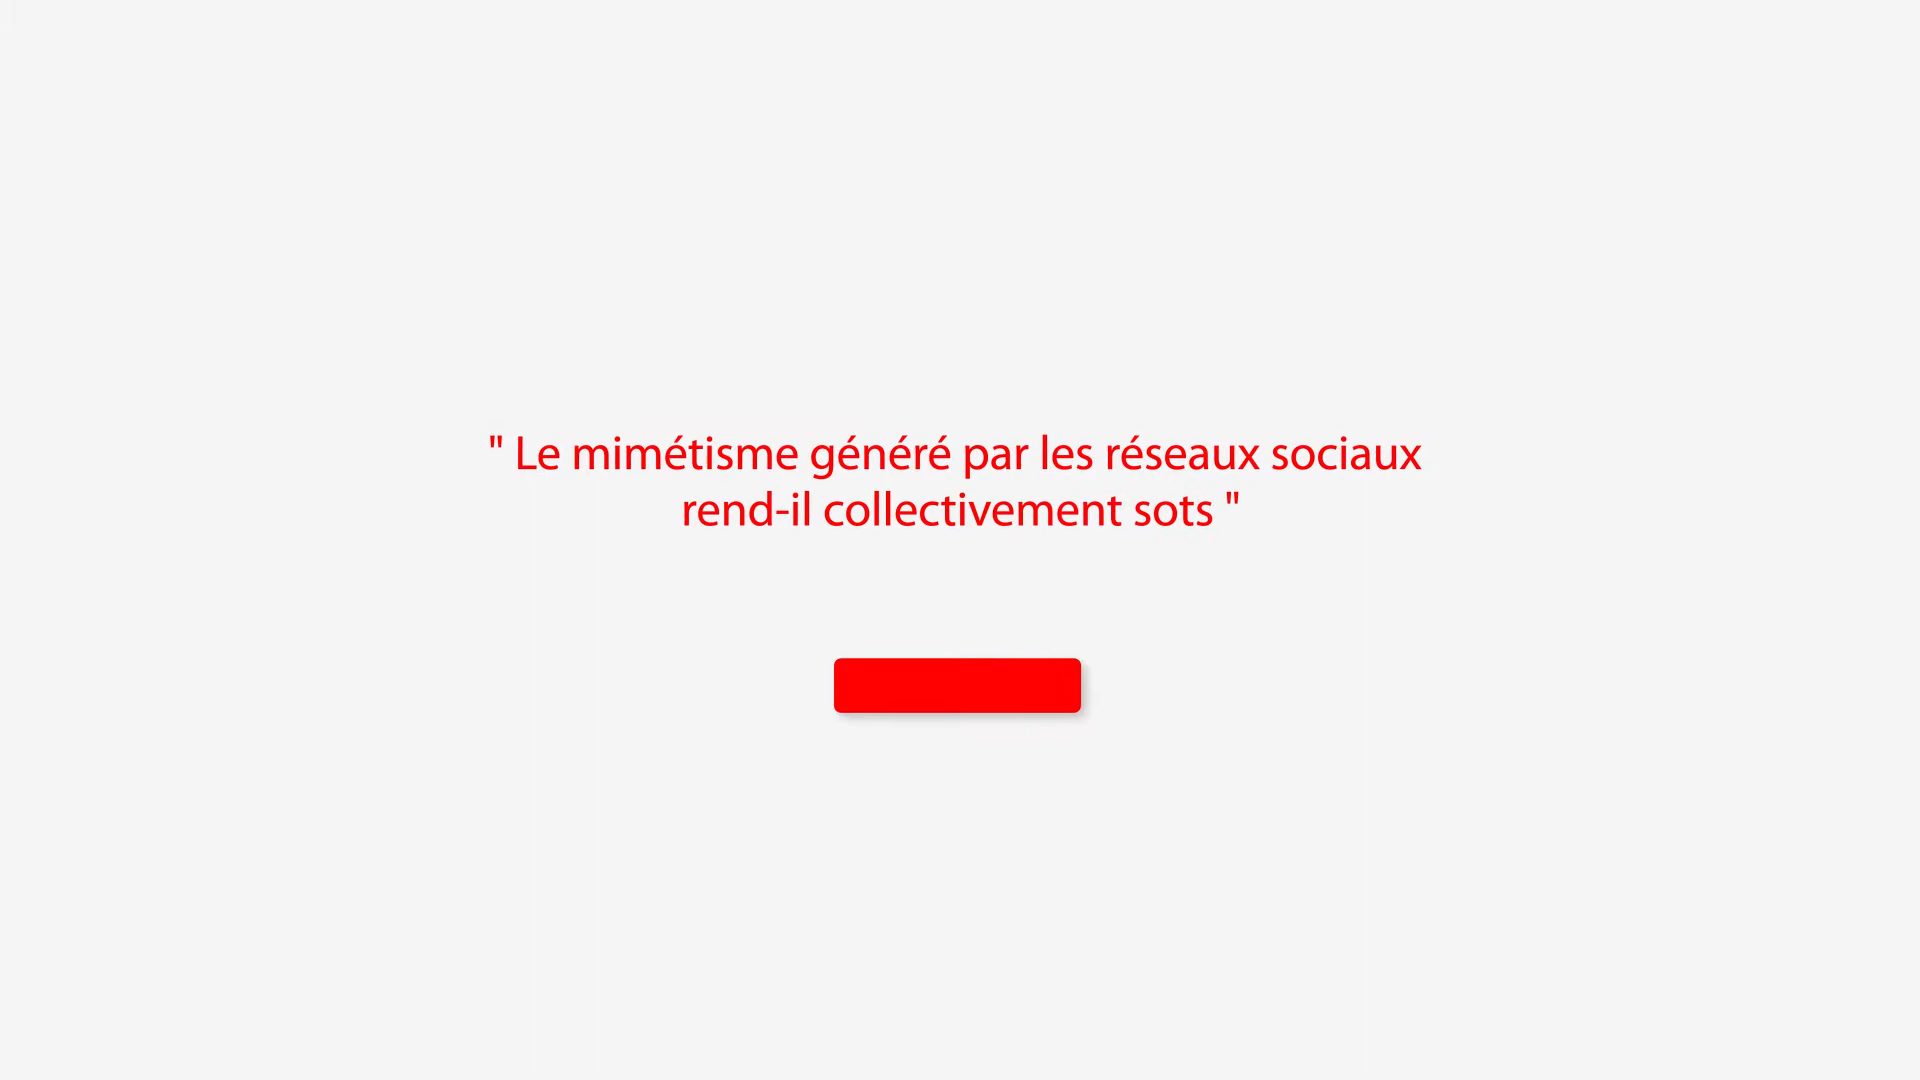 " Le mimétisme généré par les réseaux sociaux
rend-il collectivement sots "